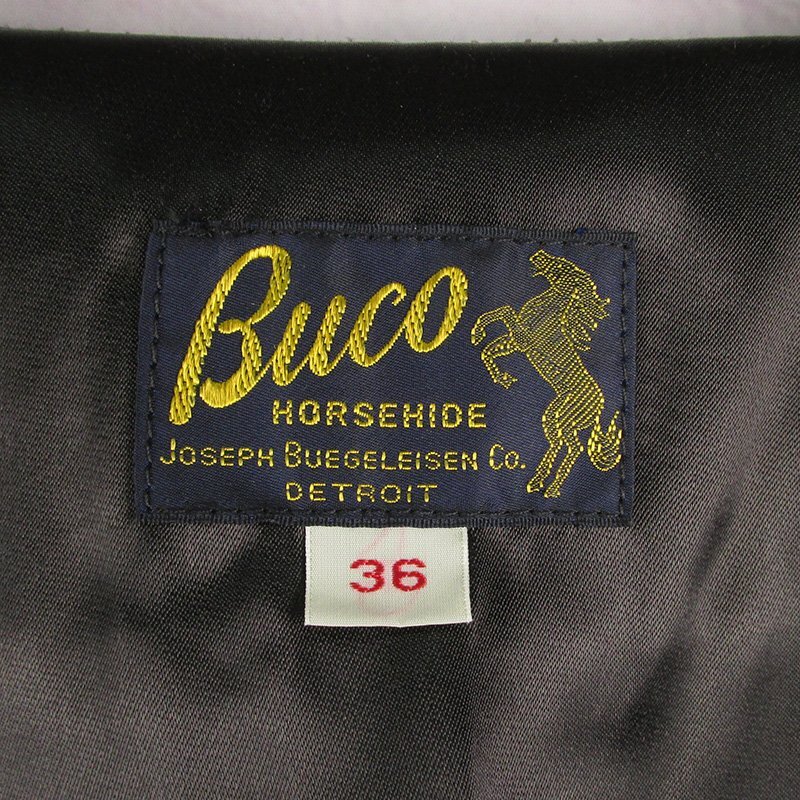 Buco
HORSEHIDE
JOSEPH BUEGELEISEN CO.
DETROIT
36